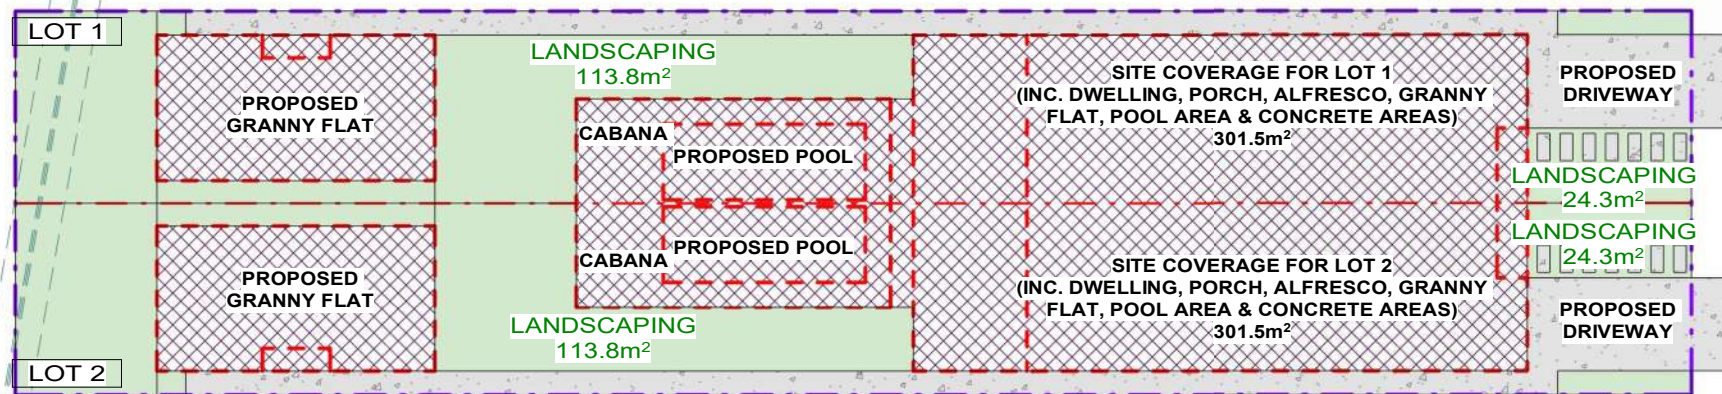 LOT 1
PROPOSED
GRANNY FLAT
LANDSCAPING
113.8m²
CABANA
PROPOSED POOL
SITE COVERAGE FOR LOT 1
(INC. DWELLING, PORCH, ALFRESCO, GRANNY
FLAT, POOL AREA & CONCRETE AREAS)
301.5m²
PROPOSED
DRIVEWAY
LANDSCAPING
24.3m²
LANDSCAPING
24.3m²
PROPOSED
GRANNY FLAT
CABANA
PROPOSED POOL
LANDSCAPING
113.8m²
SITE COVERAGE FOR LOT 2
(INC. DWELLING, PORCH, ALFRESCO, GRANNY
FLAT, POOL AREA & CONCRETE AREAS)
301.5m²
PROPOSED
DRIVEWAY
LOT 2